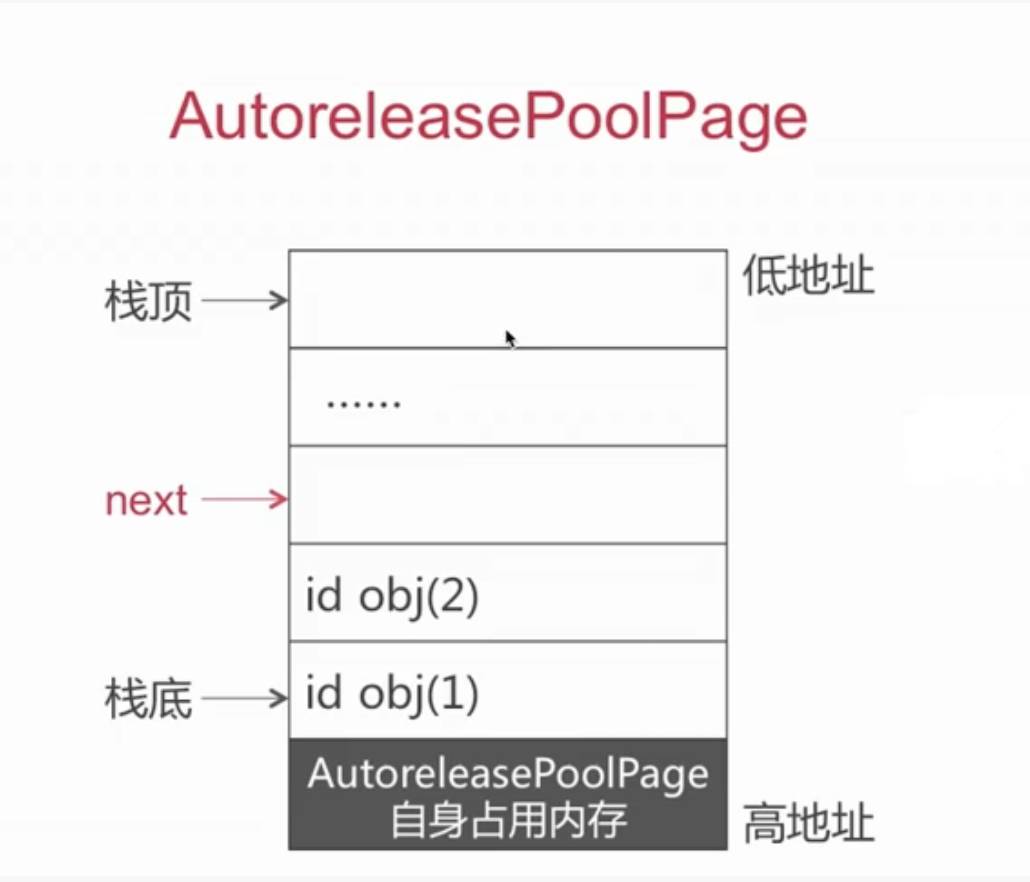 AutoreleasePoolPage
栈顶
低地址
......
next
id obj(2)
栈底
id obj(1)
AutoreleasePoolPage
自身占用内存
高地址